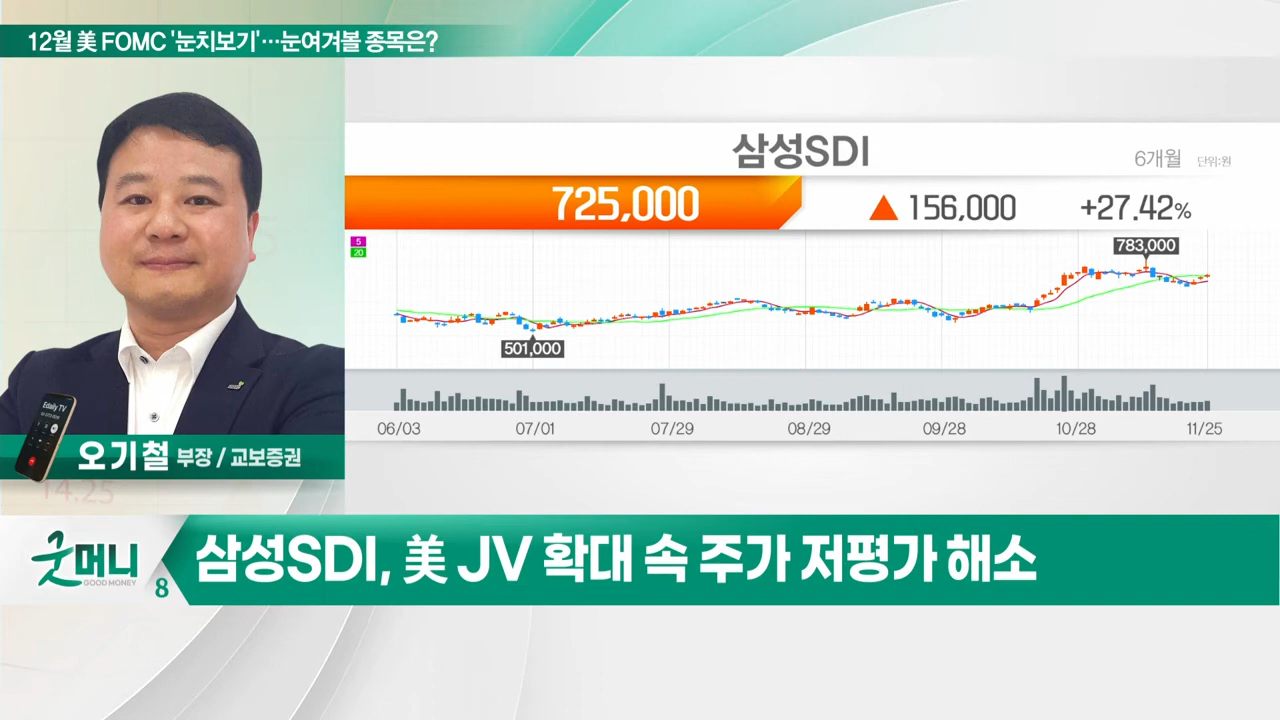 12월 美 FOMC '눈치보기'…눈여겨볼 종목은?
삼성SDI
6개월 단위:원
725,000 ▲ 156,000 +27.42%
5
20
783,000
501,000
06/03 07/01 07/29 08/29 09/28 10/28 11/25
Edaily TV
오기철 부장 / 교보증권
14.25
굿머니
GOOD MONEY
8
삼성SDI, 美 JV 확대 속 주가 저평가 해소